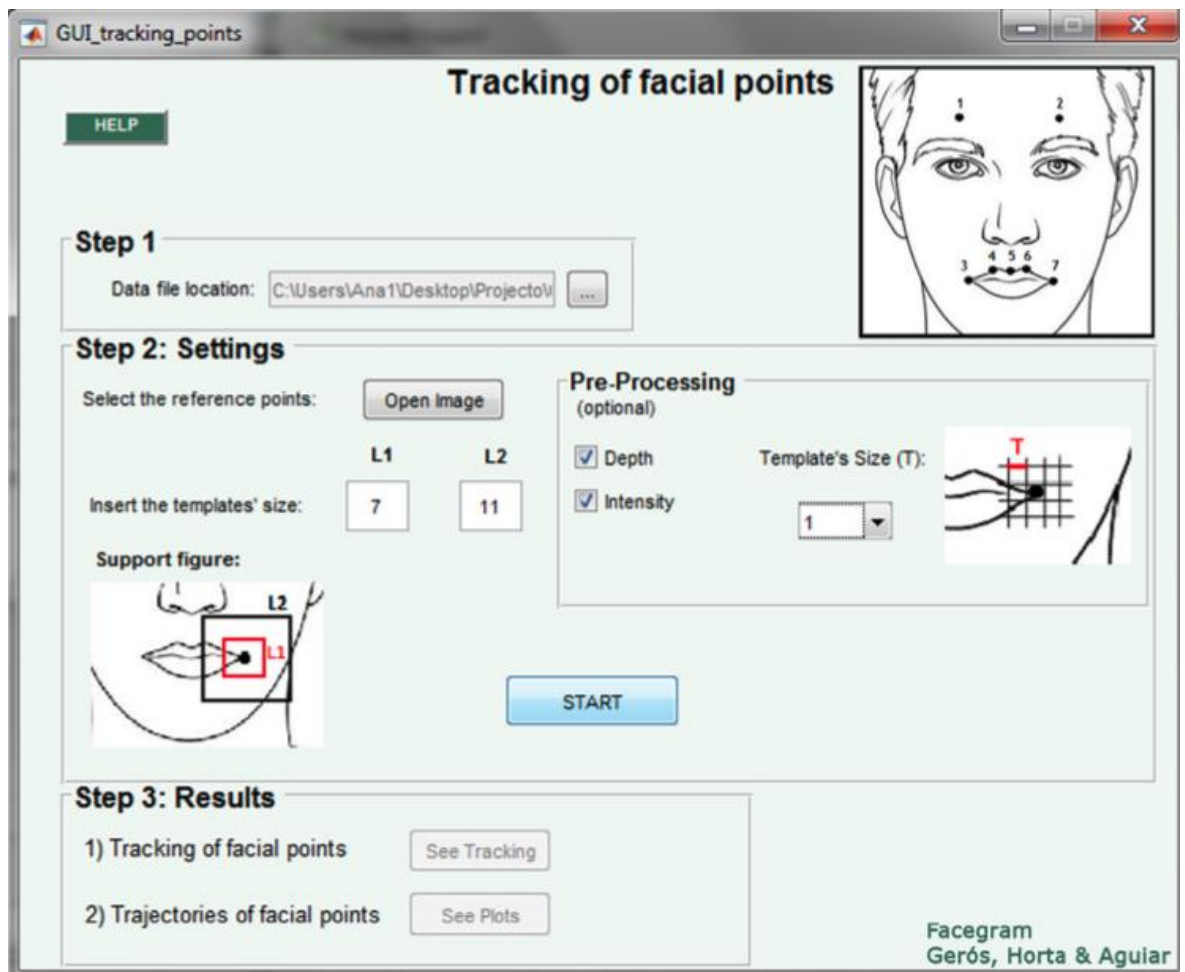 GUI_tracking_points
Tracking of facial points
HELP
1 2
3 4 5 6 7
Step 1
Data file location: C:\Users\Ana1\Desktop\Projecto\ ...
Step 2: Settings
Select the reference points: Open Image
L1 L2
Insert the templates' size: 7 11
Support figure:
L2
L1
Pre-Processing
(optional)
Depth
Intensity
Template's Size (T):
1
T
START
Step 3: Results
1) Tracking of facial points See Tracking
2) Trajectories of facial points See Plots
Facegram
Gerós, Horta & Aguiar